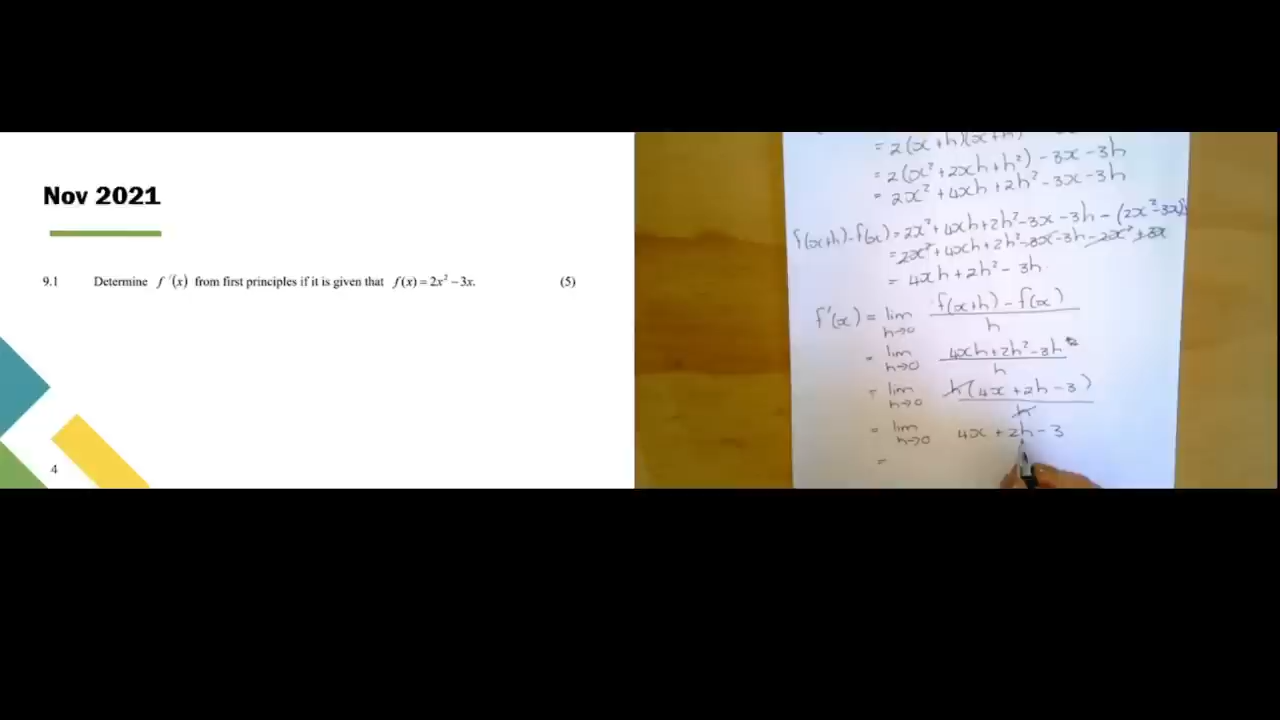 Nov 2021
9.1 Determine f ′(x) from first principles if it is given that f(x) = 2x² − 3x. (5)
4
= 2(x+h)(x+h)
= 2(x² + 2xh + h²) − 3x − 3h
= 2x² + 4xh + 2h² − 3x − 3h
f(x+h) − f(x) = 2x² + 4xh + 2h² − 3x − 3h − (2x² − 3x)
= 2x² + 4xh + 2h² − 3x − 3h − 2x² + 3x
= 4xh + 2h² − 3h
f'(x) = lim h→0 f(x+h) − f(x) / h
= lim h→0 4xh + 2h² − 3h / h
= lim h→0 h(4x + 2h − 3) / h
= lim h→0 4x + 2h − 3
=